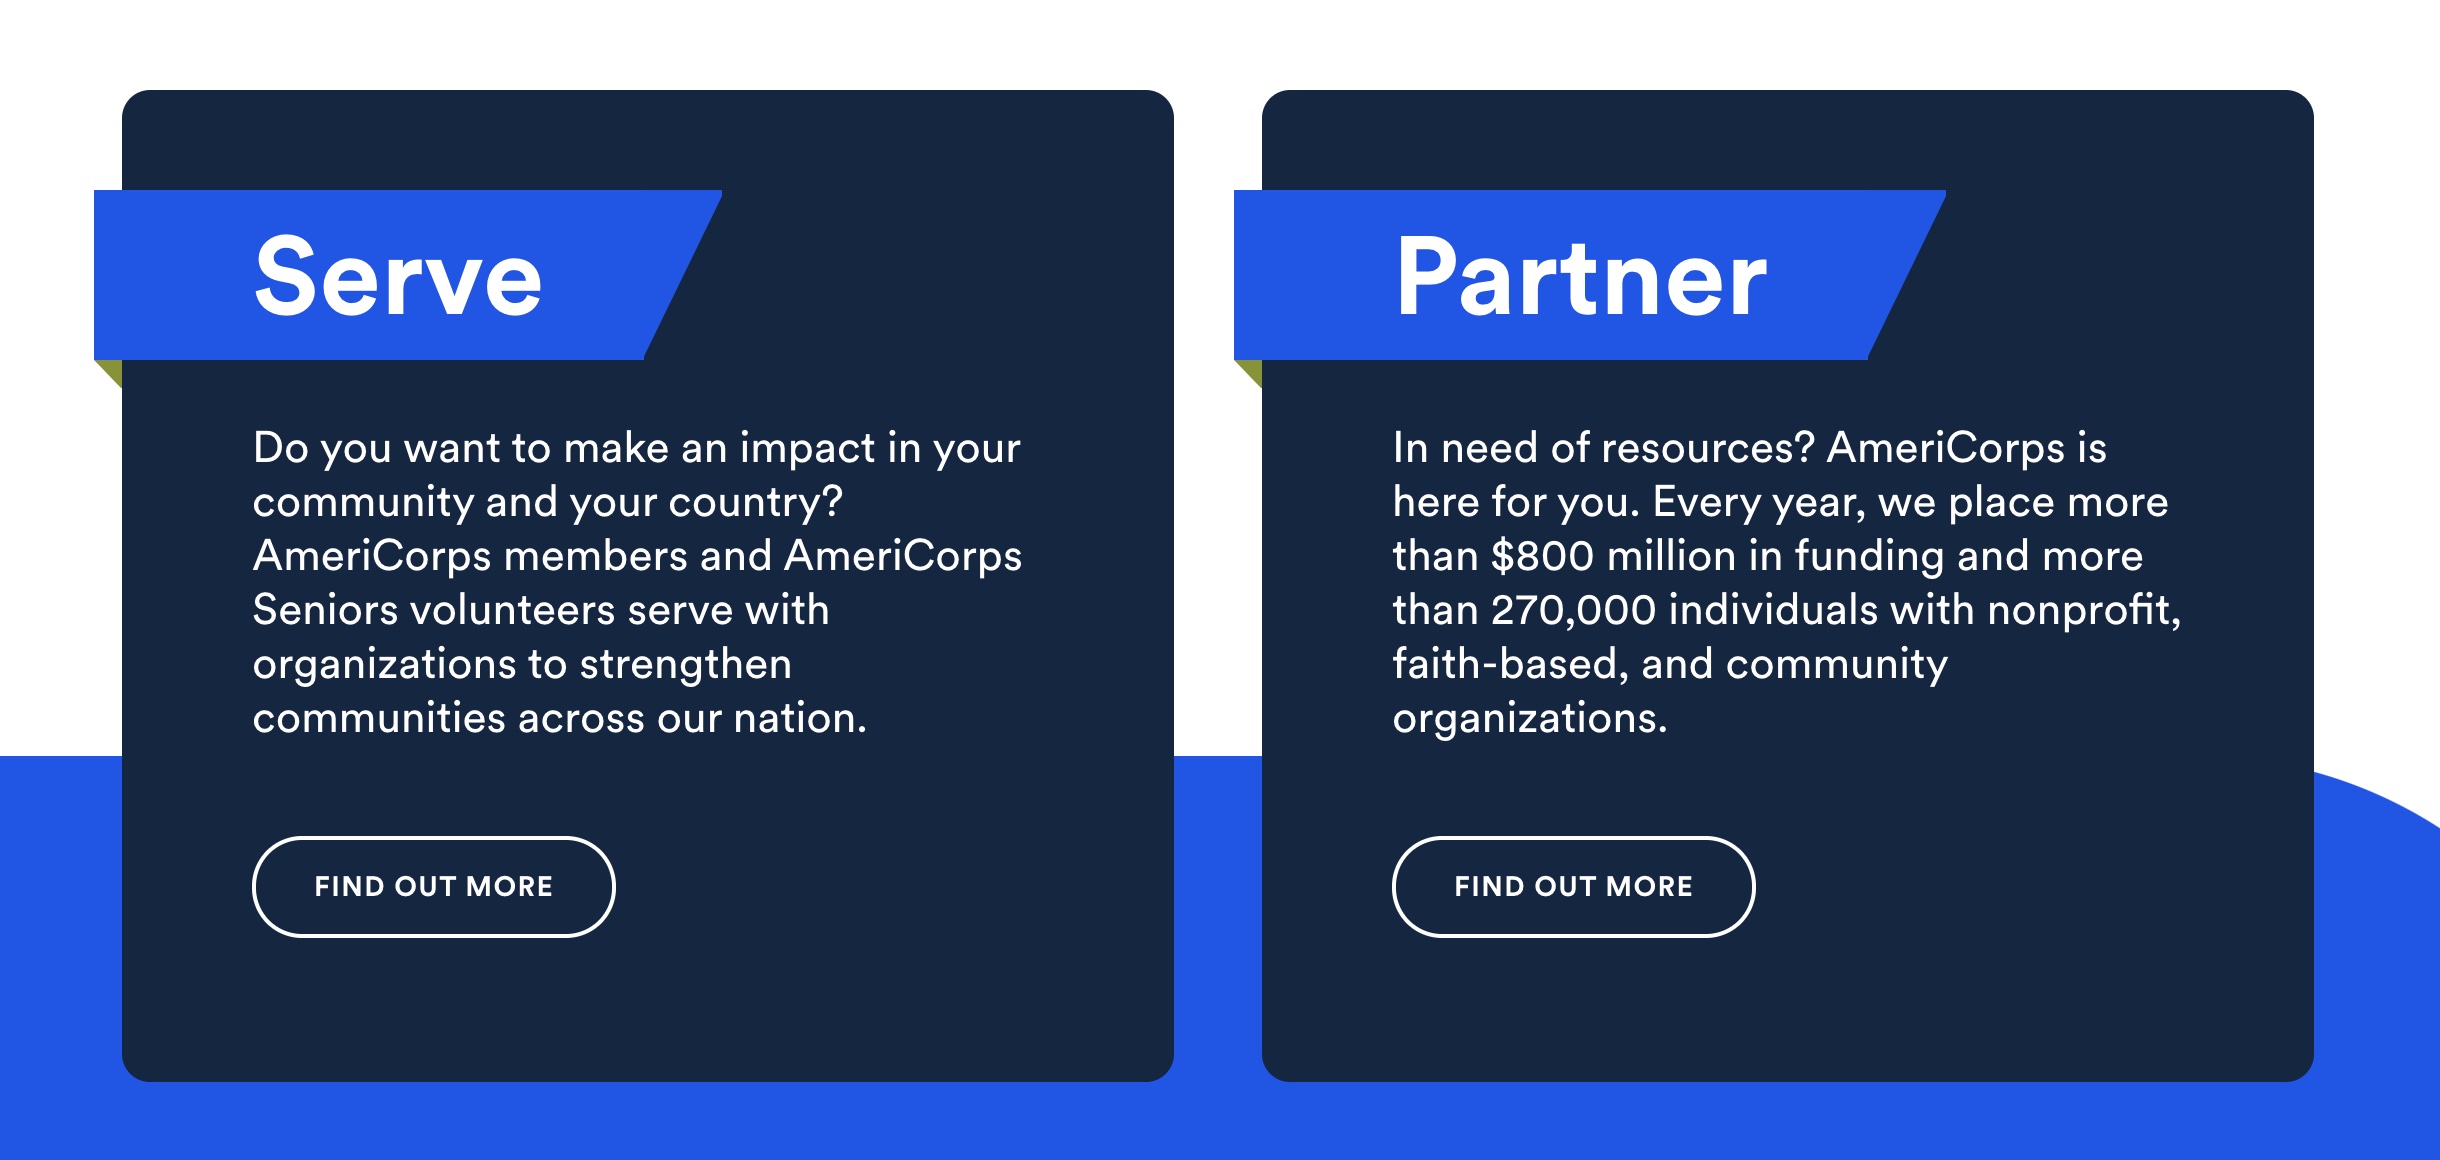 Serve
Do you want to make an impact in your
community and your country?
AmeriCorps members and AmeriCorps
Seniors volunteers serve with
organizations to strengthen
communities across our nation.
FIND OUT MORE
Partner
In need of resources? AmeriCorps is
here for you. Every year, we place more
than $800 million in funding and more
than 270,000 individuals with nonprofit,
faith-based, and community
organizations.
FIND OUT MORE